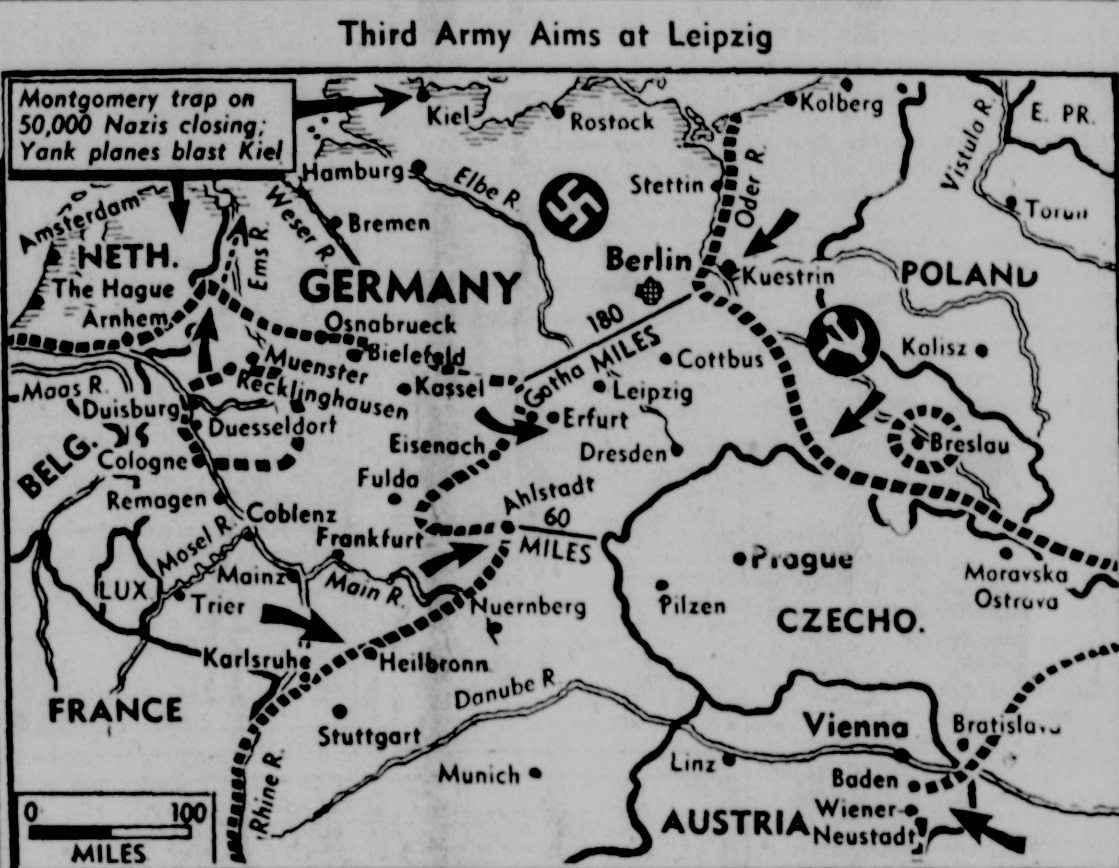 Third Army Aims at Leipzig
Montgomery trap on
50,000 Nazis closing;
Yank planes blast Kiel
Kiel
Rostock
Kolberg
E. PR.
Vistula R.
Hamburg
Elbe R.
Stettin
Oder R.
Torun
Amsterdam
Weser R.
Bremen
NETH.
Ems R.
Berlin
Kuestrin
POLAND
The Hague
GERMANY
Arnhem
Osnabrueck
180
MILES
Kalisz
Muenster
Bielefeld
Cottbus
Maas R.
Recklinghausen
Kassel
Gotha
Leipzig
Duisburg
Duesseldorf
Erfurt
BELG.
Cologne
Eisenach
Dresden
Breslau
Remagen
Fulda
Ahlstadt
Coblenz
60
MILES
Mosel R.
Frankfurt
Prague
Moravska
Ostrava
LUX.
Mainz
Main R.
Trier
Nuernberg
Pilzen
CZECHO.
Karlsruhe
Heilbronn
FRANCE
Danube R
Stuttgart
Vienna
Bratislava
Rhine R.
Munich
Linz
Baden
0 100
MILES
AUSTRIA
Wiener-
Neustadt